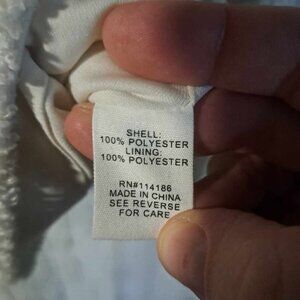 SHELL:
100% POLYESTER
LINING:
100% POLYESTER
RN#114186
MADE IN CHINA
SEE REVERSE
FOR CARE